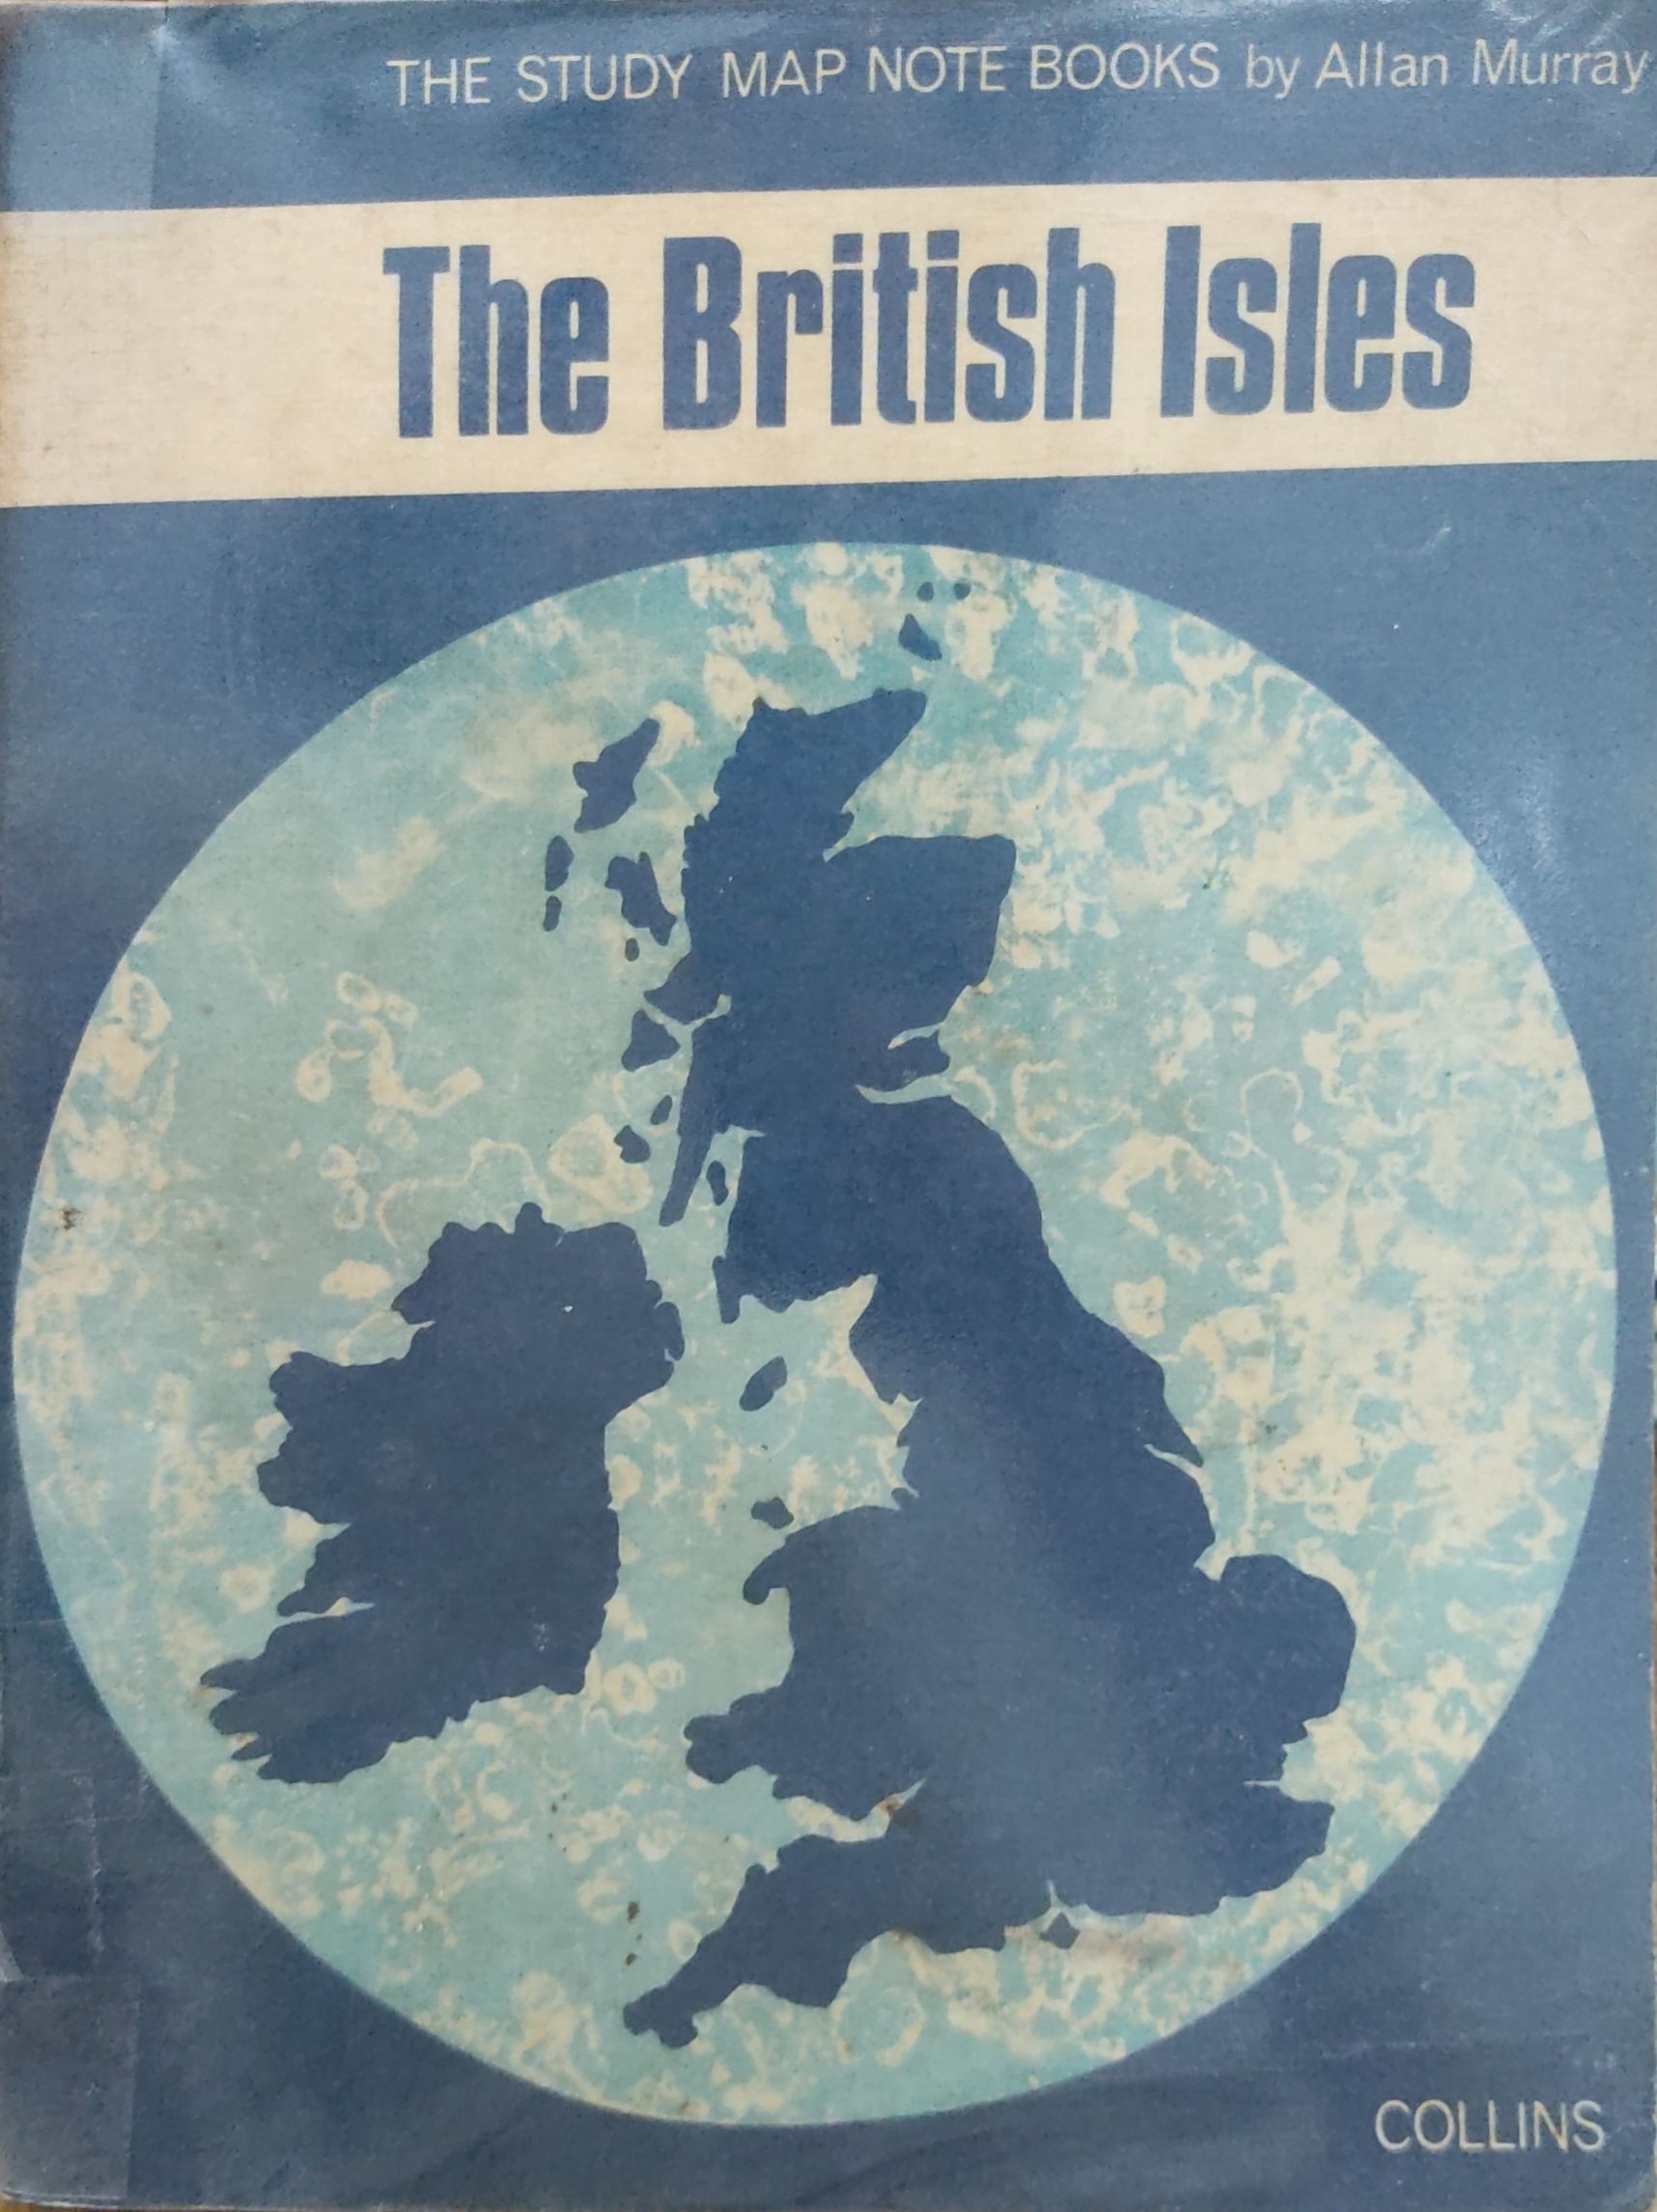 THE STUDY MAP NOTE BOOKS by Allan Murray
The British Isles
COLLINS